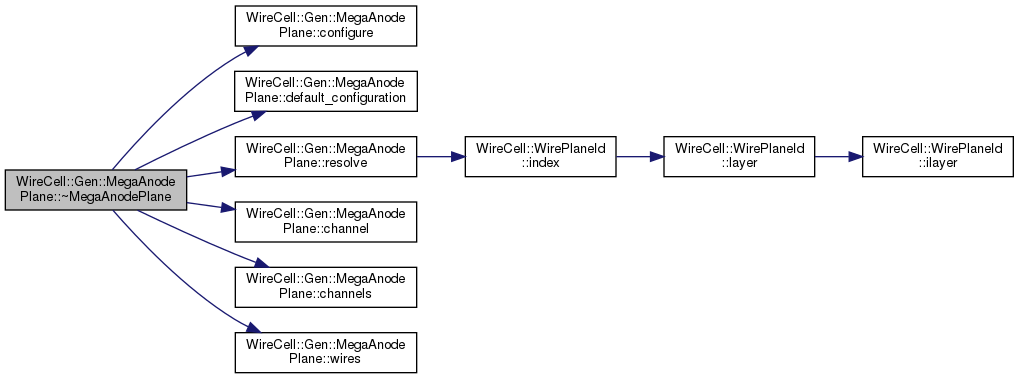 WireCell::Gen::MegaAnode
Plane::~MegaAnodePlane
WireCell::Gen::MegaAnode
Plane::configure
WireCell::Gen::MegaAnode
Plane::default_configuration
WireCell::Gen::MegaAnode
Plane::resolve
WireCell::WirePlaneId
::index
WireCell::WirePlaneId
::layer
WireCell::WirePlaneId
::ilayer
WireCell::Gen::MegaAnode
Plane::channel
WireCell::Gen::MegaAnode
Plane::channels
WireCell::Gen::MegaAnode
Plane::wires